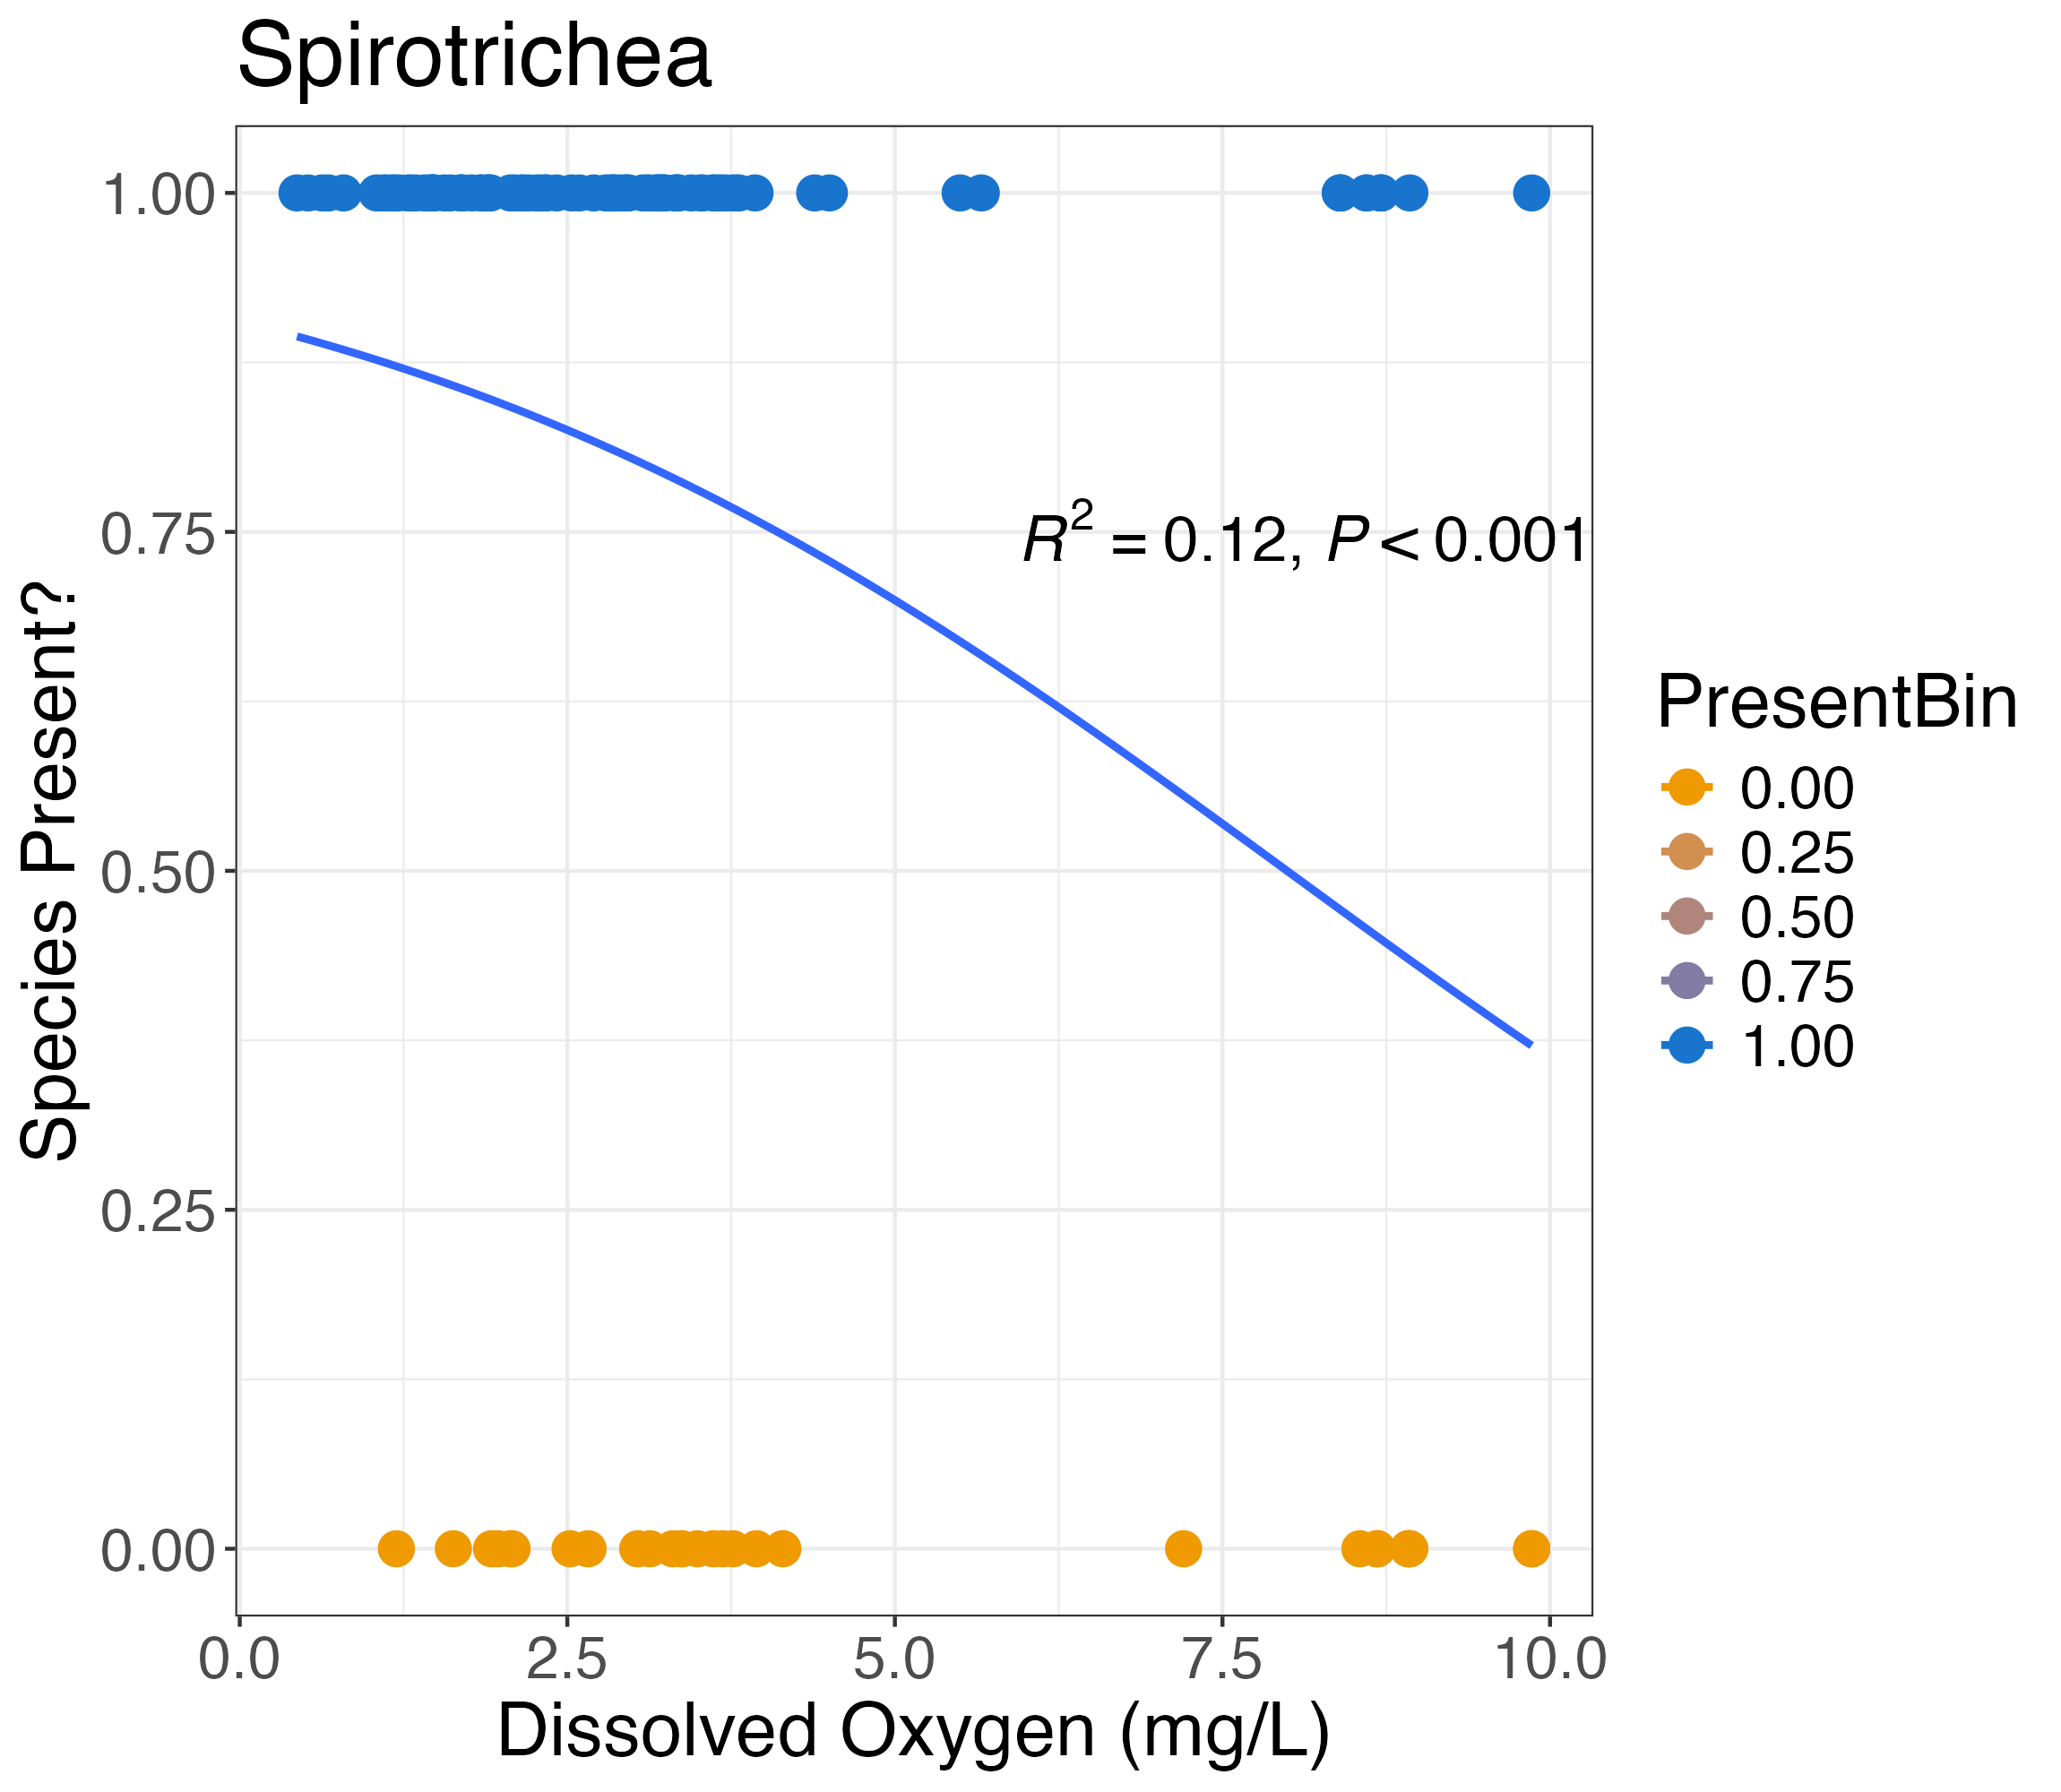 Spirotrichea
1.00
0.75
0.50
0.25
0.00
Species Present?
R² = 0.12, P < 0.001
0.0 2.5 5.0 7.5 10.0
Dissolved Oxygen (mg/L)
PresentBin
0.00
0.25
0.50
0.75
1.00